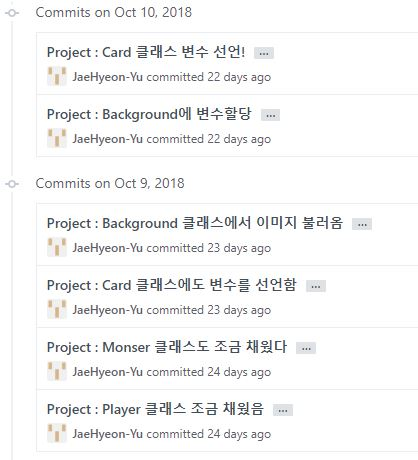 Commits on Oct 10, 2018
Project : Card 클래스 변수 선언! ...
JaeHyeon-Yu committed 22 days ago
Project : Background에 변수할당 ...
JaeHyeon-Yu committed 22 days ago
Commits on Oct 9, 2018
Project : Background 클래스에서 이미지 불러옴 ...
JaeHyeon-Yu committed 23 days ago
Project : Card 클래스에도 변수를 선언함 ...
JaeHyeon-Yu committed 23 days ago
Project : Monser 클래스도 조금 채웠다 ...
JaeHyeon-Yu committed 24 days ago
Project : Player 클래스 조금 채웠음 ...
JaeHyeon-Yu committed 24 days ago